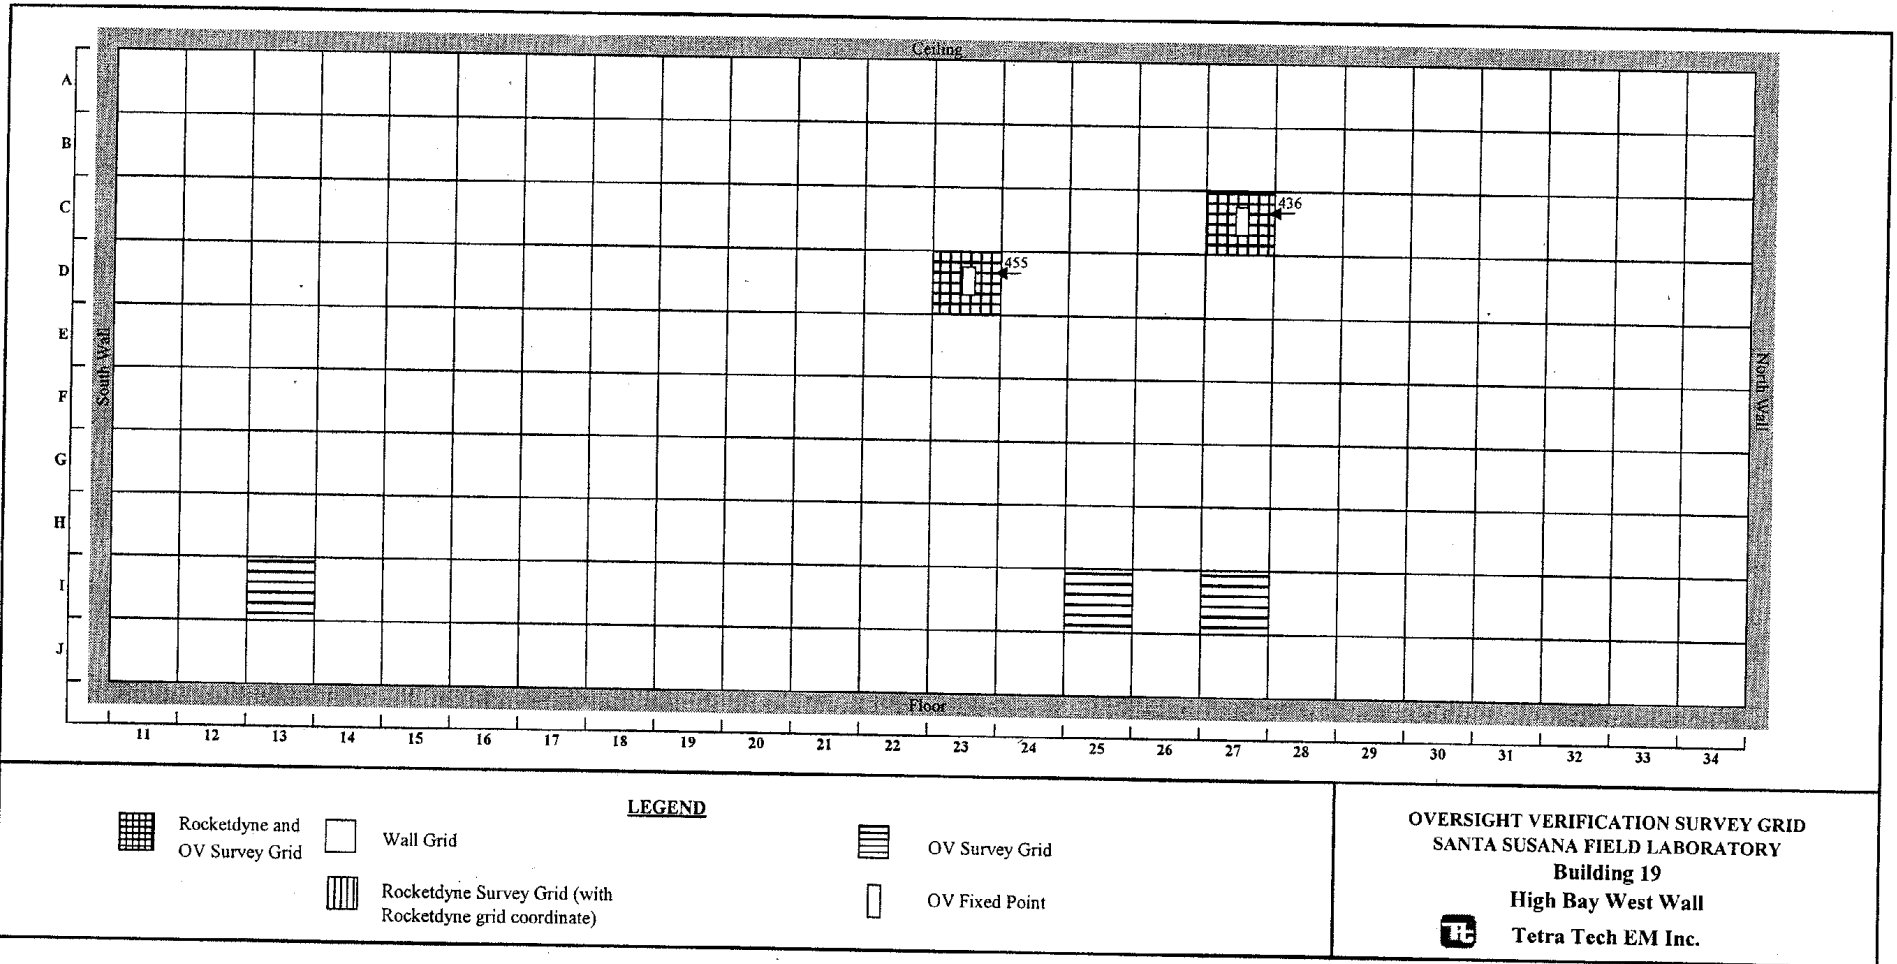 Ceiling
A
B
C
D
E
F
G
H
I
J
South Wall
North Wall
436
455
Floor
11 12 13 14 15 16 17 18 19 20 21 22 23 24 25 26 27 28 29 30 31 32 33 34
LEGEND
Rocketdyne and
OV Survey Grid
Wall Grid
Rocketdyne Survey Grid (with
Rocketdyne grid coordinate)
OV Survey Grid
OV Fixed Point
OVERSIGHT VERIFICATION SURVEY GRID
SANTA SUSANA FIELD LABORATORY
Building 19
High Bay West Wall
Tt
Tetra Tech EM Inc.